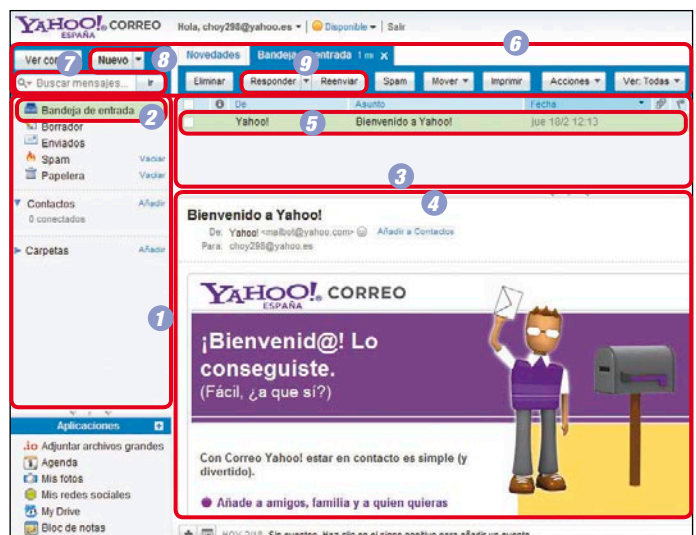 YAHOO! CORREO
ESPAÑA
Hola, choy298@yahoo.es
Disponible
Salir
6
Ver
7
Nuevo
8
Novedades
Bandeja
entrada
9
x
Buscar mensajes...
Ir
Eliminar
Responder
Reenviar
Spam
Mover
Imprimir
Acciones
Ver: Todas
De
Asunto
Fecha
Bandeja de entrada
2
Yahoo!
5
Bienvenido a Yahoo!
jue 18/2 12:13
Borrador
Enviados
Spam
Vaciar
Papelera
Vaciar
3
Contactos
Añadir
0 conectados
4
Bienvenido a Yahoo!
De: Yahoo! <mailbot@yahoo.com>
Añadir a Contactos
Para: choy298@yahoo.es
Carpetas
Añadir
YAHOO! CORREO
ESPAÑA
1
¡Bienvenid@! Lo
conseguiste.
(Fácil, ¿a que sí?)
Aplicaciones
.io Adjuntar archivos grandes
Agenda
Mis fotos
Mis redes sociales
My Drive
Bloc de notas
Con Correo Yahoo! estar en contacto es simple (y
divertido).
Añade a amigos, familia y a quien quieras